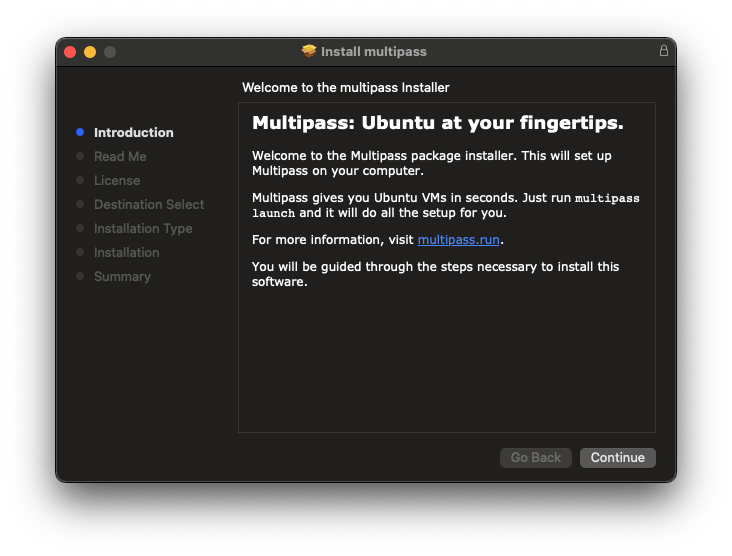 Install multipass
Welcome to the multipass Installer
Introduction
Read Me
License
Destination Select
Installation Type
Installation
Summary
Multipass: Ubuntu at your fingertips.
Welcome to the Multipass package installer. This will set up
Multipass on your computer.
Multipass gives you Ubuntu VMs in seconds. Just run multipass
launch and it will do all the setup for you.
For more information, visit multipass.run.
You will be guided through the steps necessary to install this
software.
Go Back
Continue